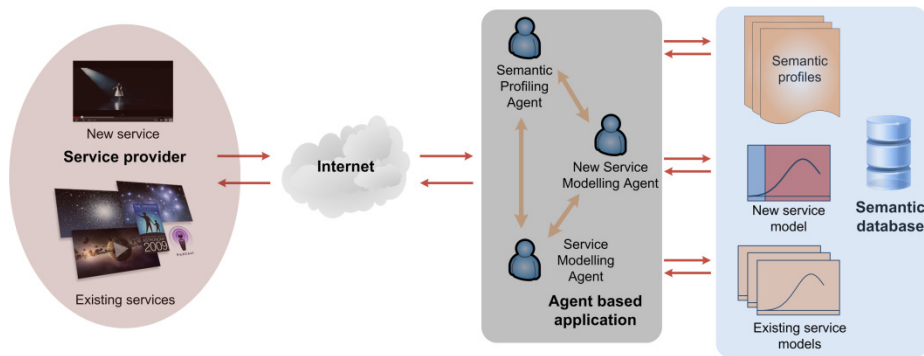 New service
Service provider
2009
Existing services
Internet
Semantic
Profiling
Agent
New Service
Modelling Agent
Service
Modelling
Agent
Agent based
application
Semantic
profiles
New service
model
Semantic
database
Existing service
models